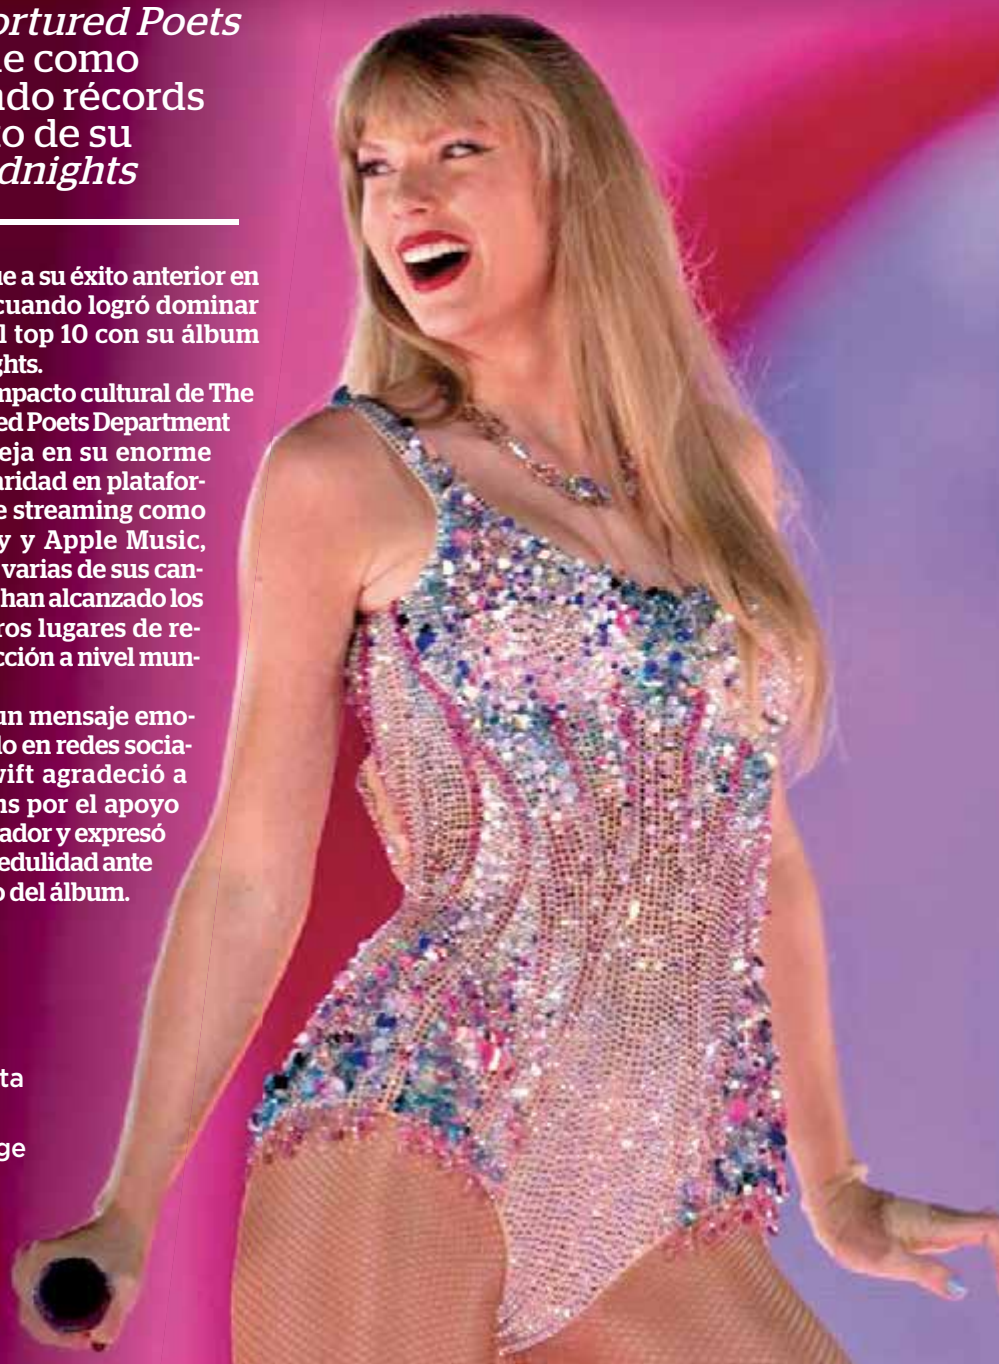 ortured Poets
e como
ndo récords
o de su
dnights
ue a su éxito anterior en
cuando logró dominar
l top 10 con su álbum
ghts.
mpacto cultural de The
ed Poets Department
eja en su enorme
aridad en platafor-
e streaming como
y y Apple Music,
varias de sus can-
han alcanzado los
ros lugares de re-
cción a nivel mun-
un mensaje emo-
lo en redes socia-
wift agradeció a
ns por el apoyo
ador y expresó
edulidad ante
o del álbum.
ta
ge